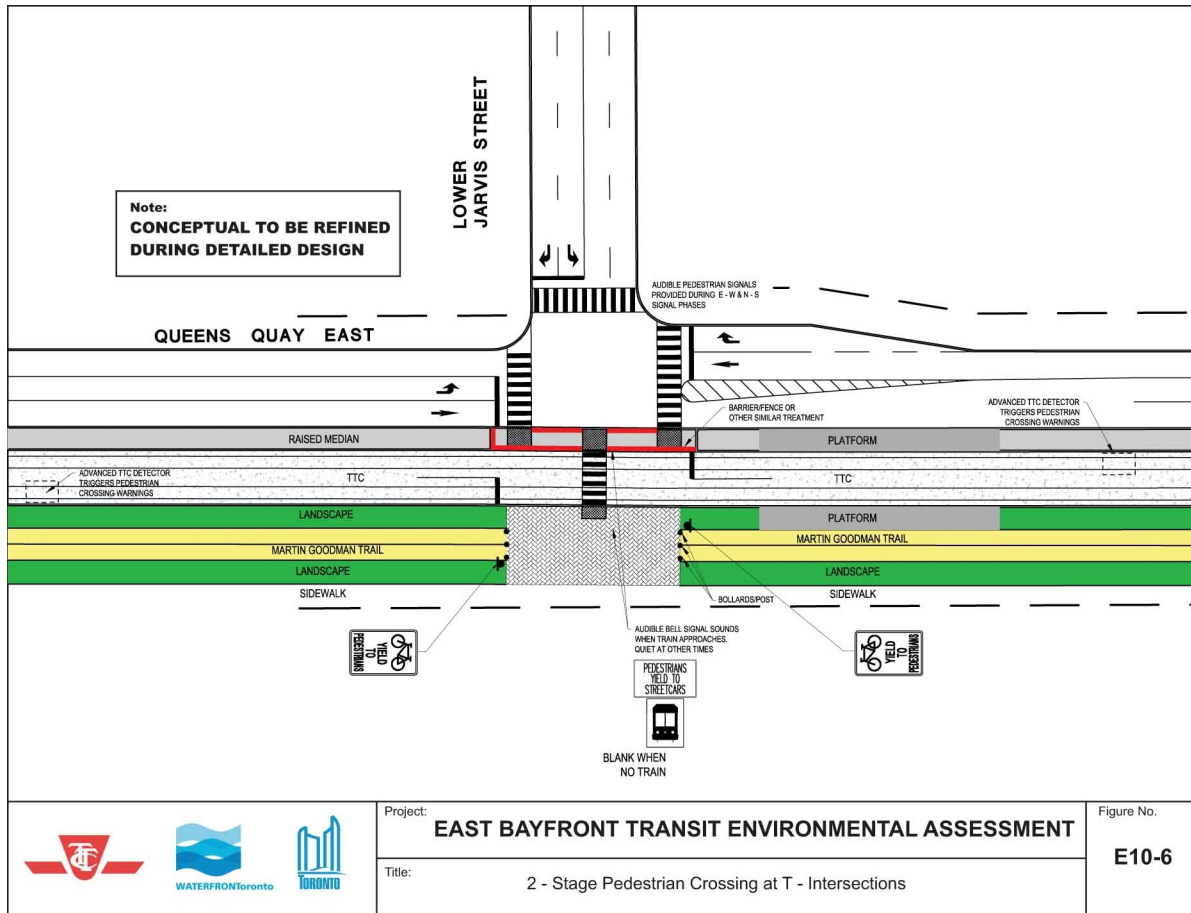 LOWER
JARVIS STREET
Note:
CONCEPTUAL TO BE REFINED
DURING DETAILED DESIGN
AUDIBLE PEDESTRIAN SIGNALS
PROVIDED DURING E - W & N - S
SIGNAL PHASES
QUEENS QUAY EAST
BARRIER/FENCE OR
OTHER SIMILAR TREATMENT
ADVANCED TTC DETECTOR
TRIGGERS PEDESTRIAN
CROSSING WARNINGS
RAISED MEDIAN
PLATFORM
ADVANCED TTC DETECTOR
TRIGGERS PEDESTRIAN
CROSSING WARNINGS
TTC
TTC
LANDSCAPE
PLATFORM
MARTIN GOODMAN TRAIL
MARTIN GOODMAN TRAIL
LANDSCAPE
LANDSCAPE
SIDEWALK
SIDEWALK
BOLLARDS/POST
AUDIBLE BELL SIGNAL SOUNDS
WHEN TRAIN APPROACHES.
QUIET AT OTHER TIMES
YIELD
TO
PEDESTRIANS
YIELD
TO
PEDESTRIANS
PEDESTRIANS
YIELD TO
STREETCARS
BLANK WHEN
NO TRAIN
TTC
WATERFRONToronto
TORONTO
Project:
EAST BAYFRONT TRANSIT ENVIRONMENTAL ASSESSMENT
Title:
2 - Stage Pedestrian Crossing at T - Intersections
Figure No.
E10-6